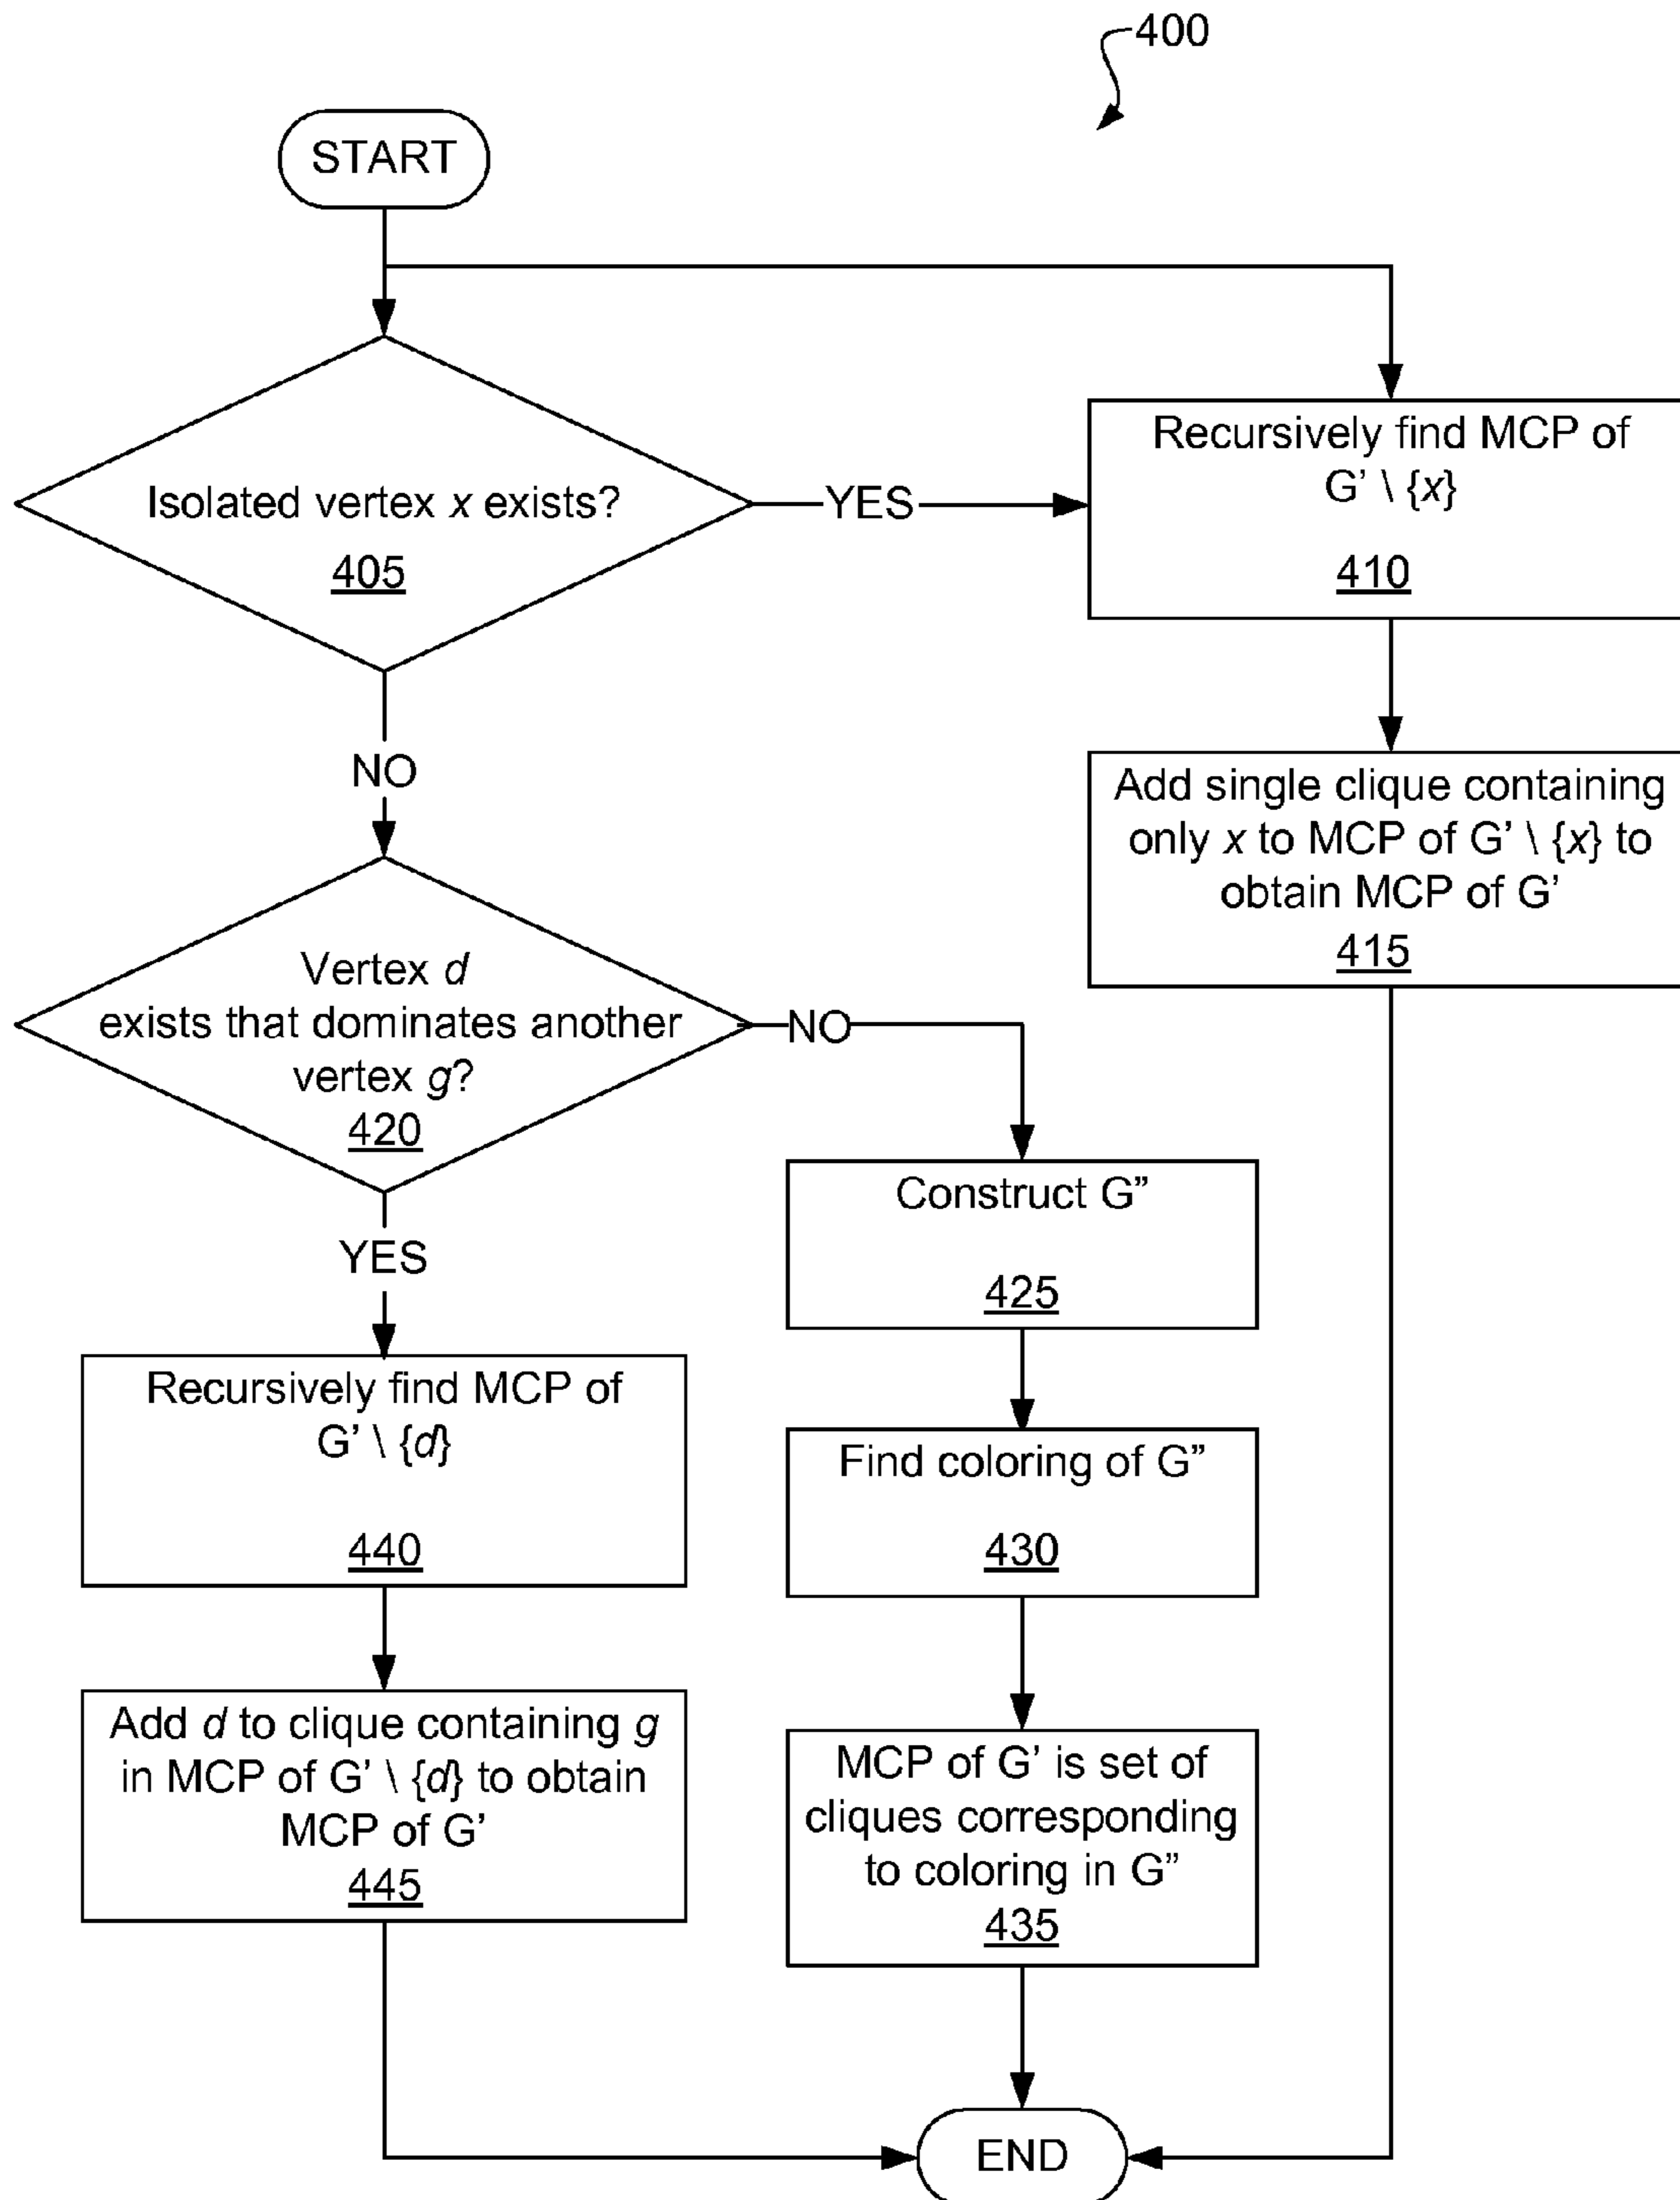 400
START
Isolated vertex x exists?
405
YES
Recursively find MCP of
G’ \ {x}
410
NO
Add single clique containing
only x to MCP of G’ \ {x} to
obtain MCP of G’
415
Vertex d
exists that dominates another
vertex g?
420
NO
Construct G”
425
YES
Recursively find MCP of
G’ \ {d}
440
Find coloring of G”
430
Add d to clique containing g
in MCP of G’ \ {d} to obtain
MCP of G’
445
MCP of G’ is set of
cliques corresponding
to coloring in G”
435
END